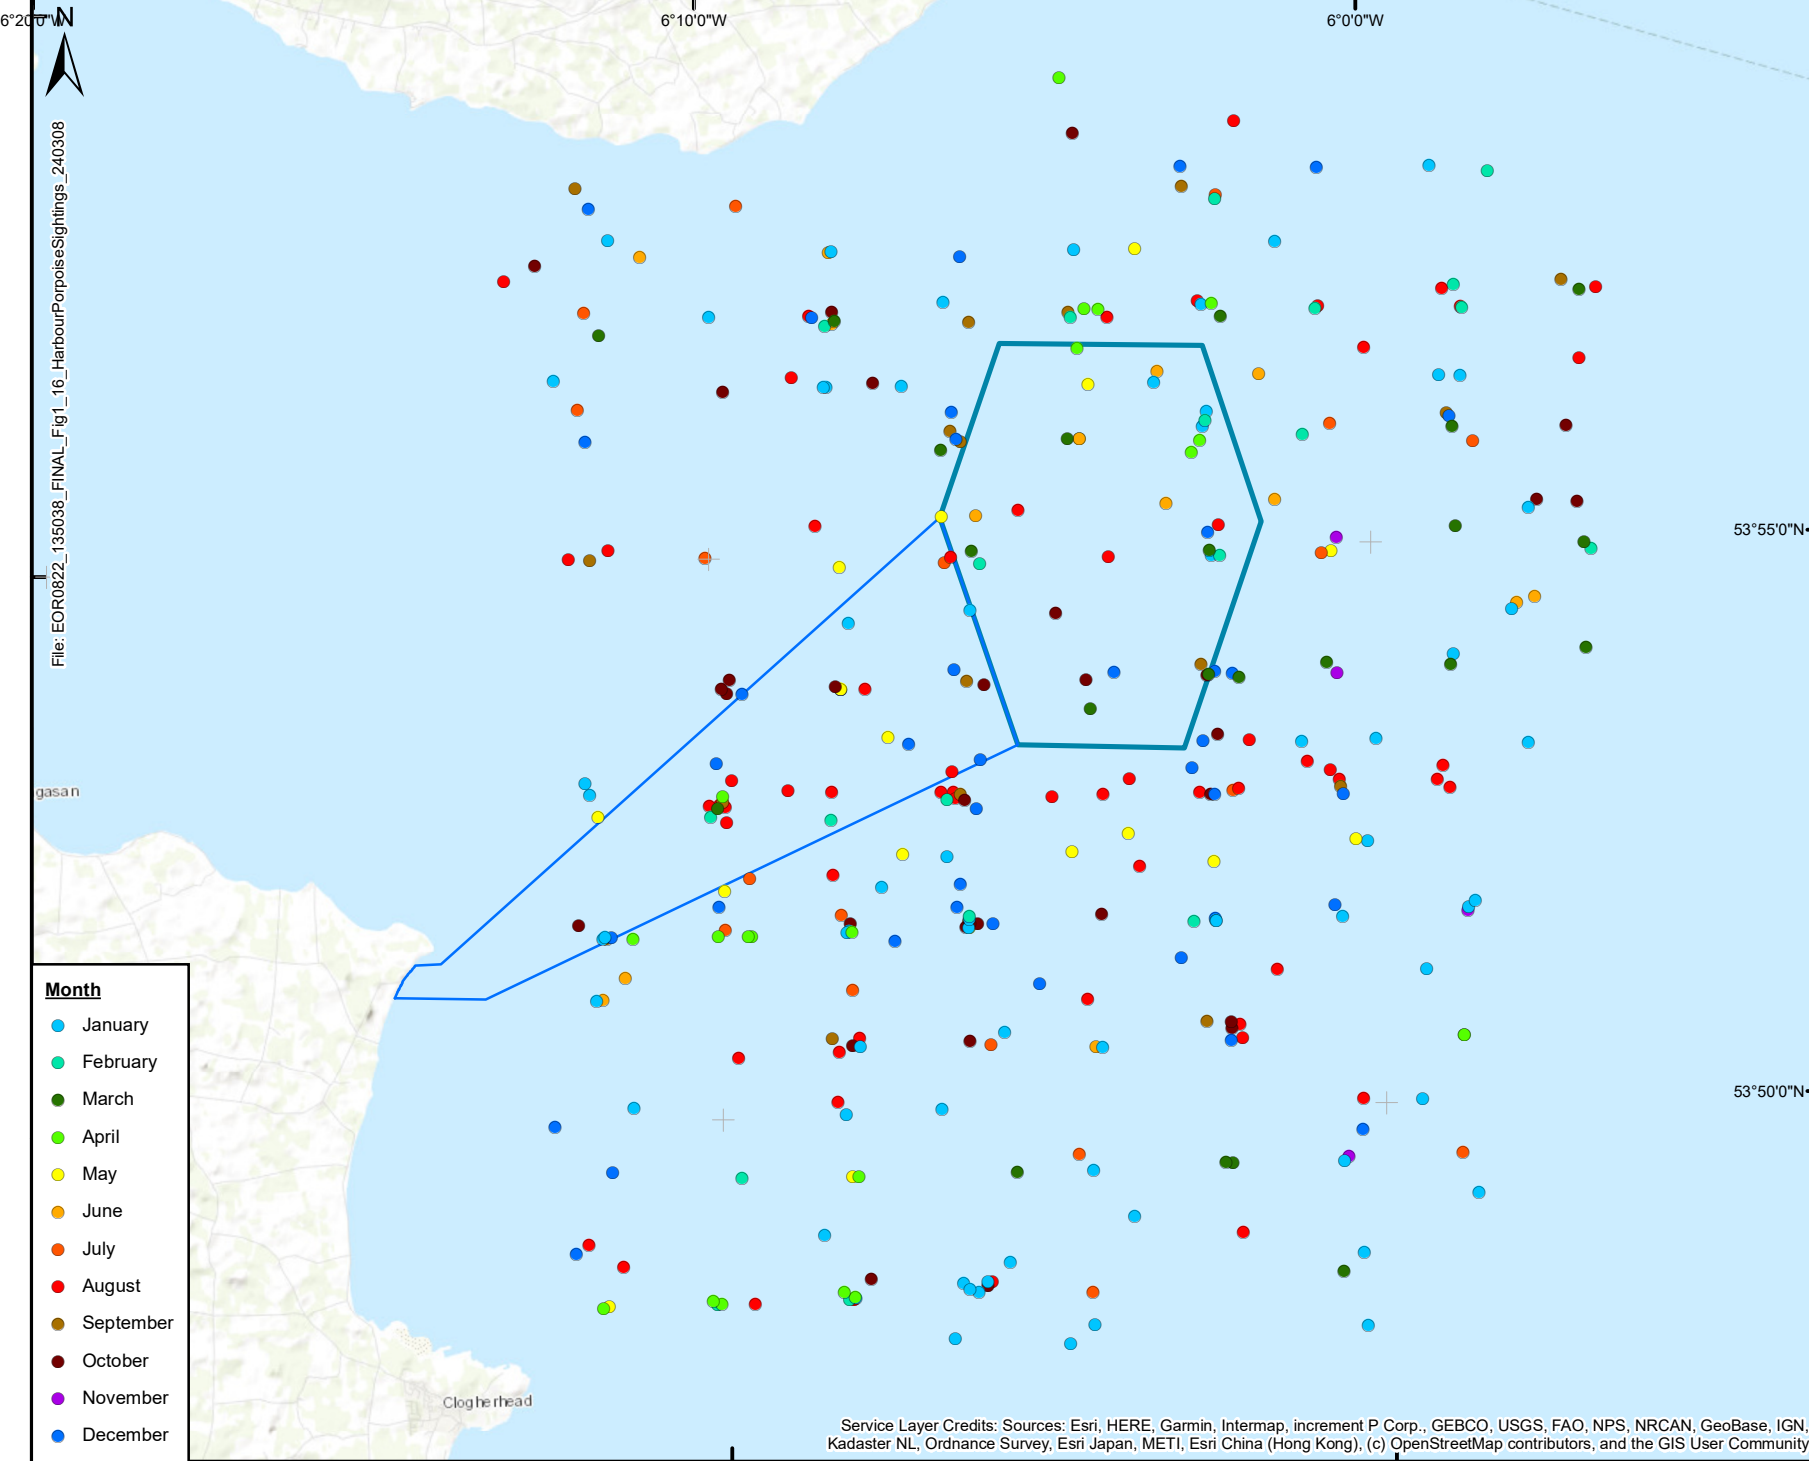 6°20'0"W
6°10'0"W
6°0'0"W
N
File: EOR0822_135038_FINAL_Fig1_16_HarbourPorpoiseSightings_240308
53°55'0"N
gasan
53°50'0"N
Month
January
February
March
April
May
June
July
August
September
October
November
December
Clogherhead
Service Layer Credits: Sources: Esri, HERE, Garmin, Intermap, increment P Corp., GEBCO, USGS, FAO, NPS, NRCAN, GeoBase, IGN,
Kadaster NL, Ordnance Survey, Esri Japan, METI, Esri China (Hong Kong), (c) OpenStreetMap contributors, and the GIS User Community